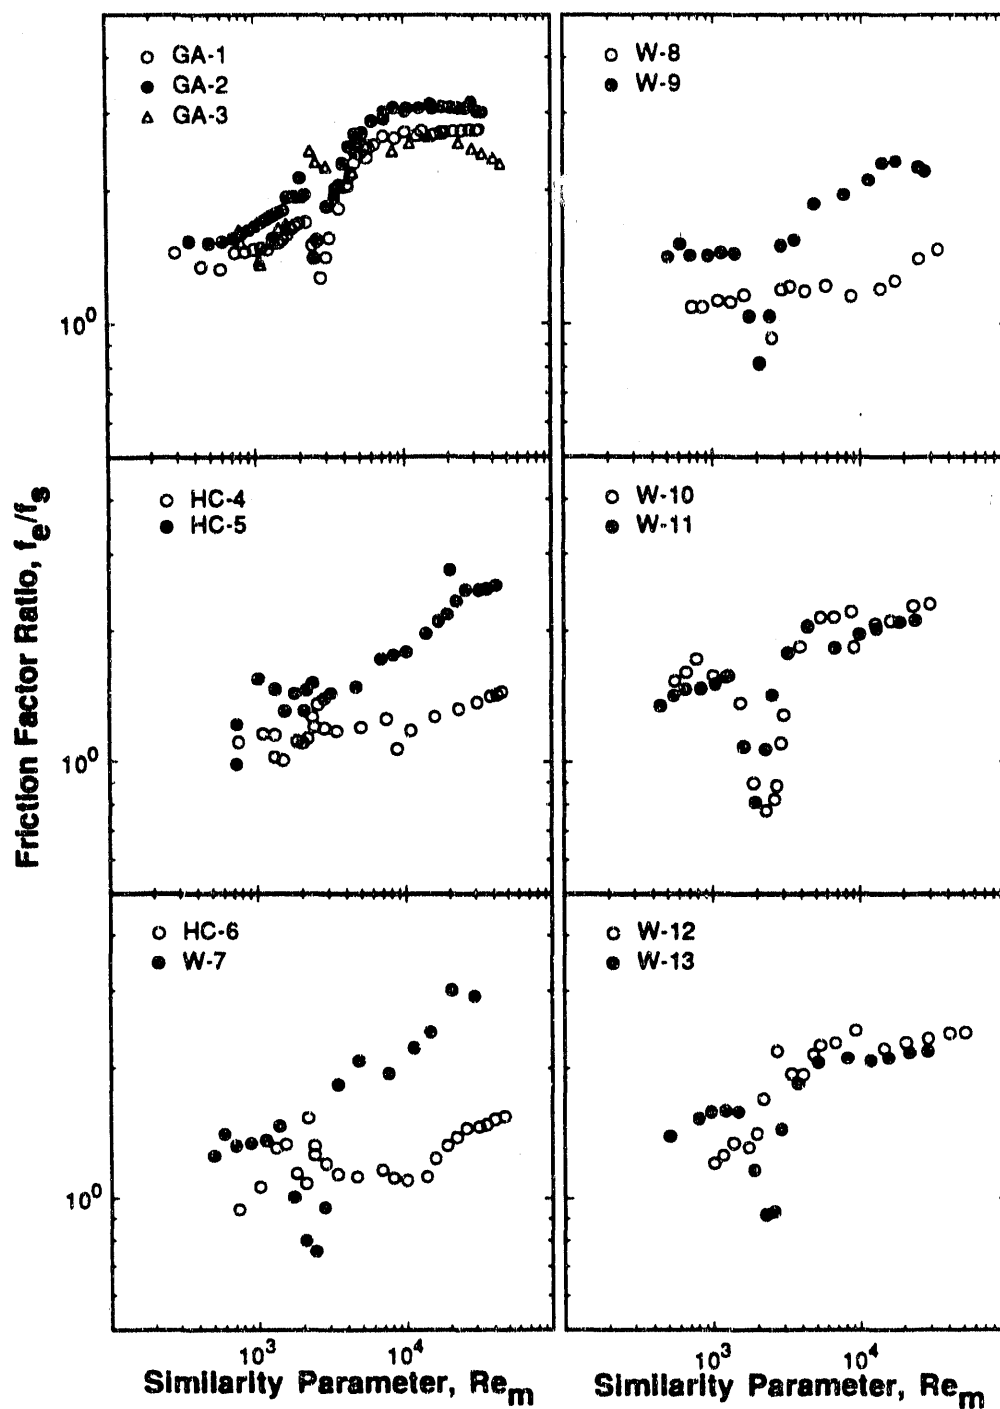 GA-1
GA-2
GA-3
W-8
W-9
10⁰
HC-4
HC-5
W-10
W-11
10⁰
HC-6
W-7
W-12
W-13
10⁰
Friction Factor Ratio, fₑ/fₛ
10³ 10⁴
10³ 10⁴
Similarity Parameter, Reₘ
Similarity Parameter, Reₘ